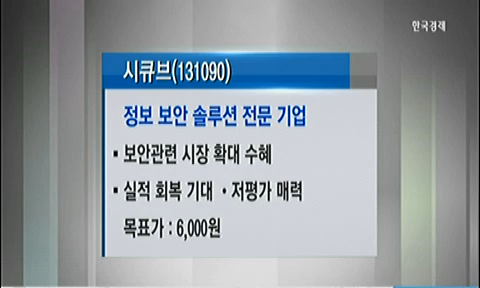 한국경제
시큐브(131090)
정보 보안 솔루션 전문 기업
▪ 보안관련 시장 확대 수혜
▪ 실적 회복 기대 ▪ 저평가 매력
목표가 : 6,000원